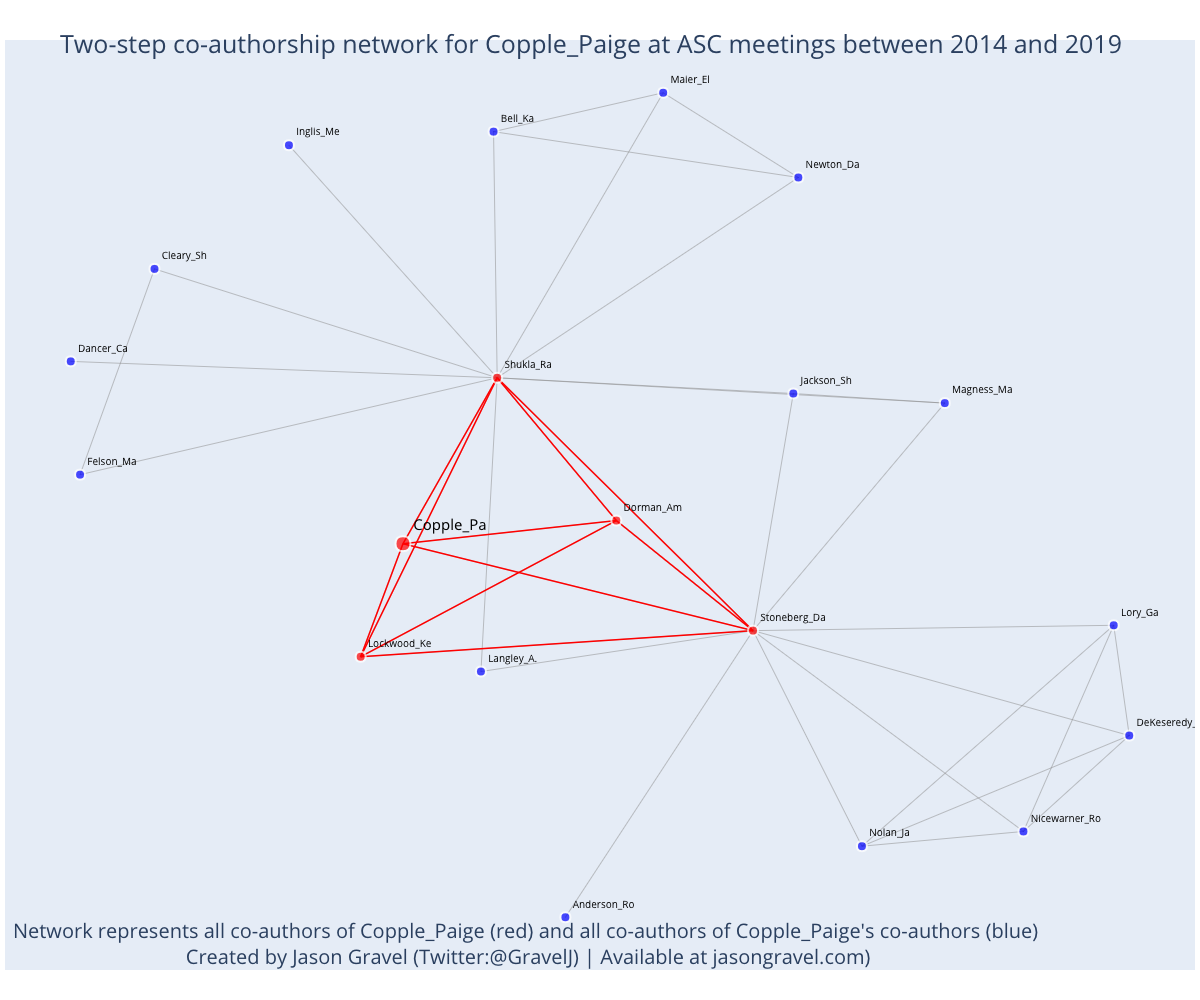 Two-step co-authorship network for Copple_Paige at ASC meetings between 2014 and 2019
Maier_El
Bell_Ka
Inglis_Me
Newton_Da
Cleary_Sh
Dancer_Ca
Shukla_Ra
Jackson_Sh
Magness_Ma
Felson_Ma
Dorman_Am
Copple_Pa
Lory_Ga
Stoneberg_Da
Lockwood_Ke
Langley_A.
DeKeseredy_
Nicewarner_Ro
Nolan_Ja
Anderson_Ro
Network represents all co-authors of Copple_Paige (red) and all co-authors of Copple_Paige's co-authors (blue)
Created by Jason Gravel (Twitter:@GravelJ) | Available at jasongravel.com)